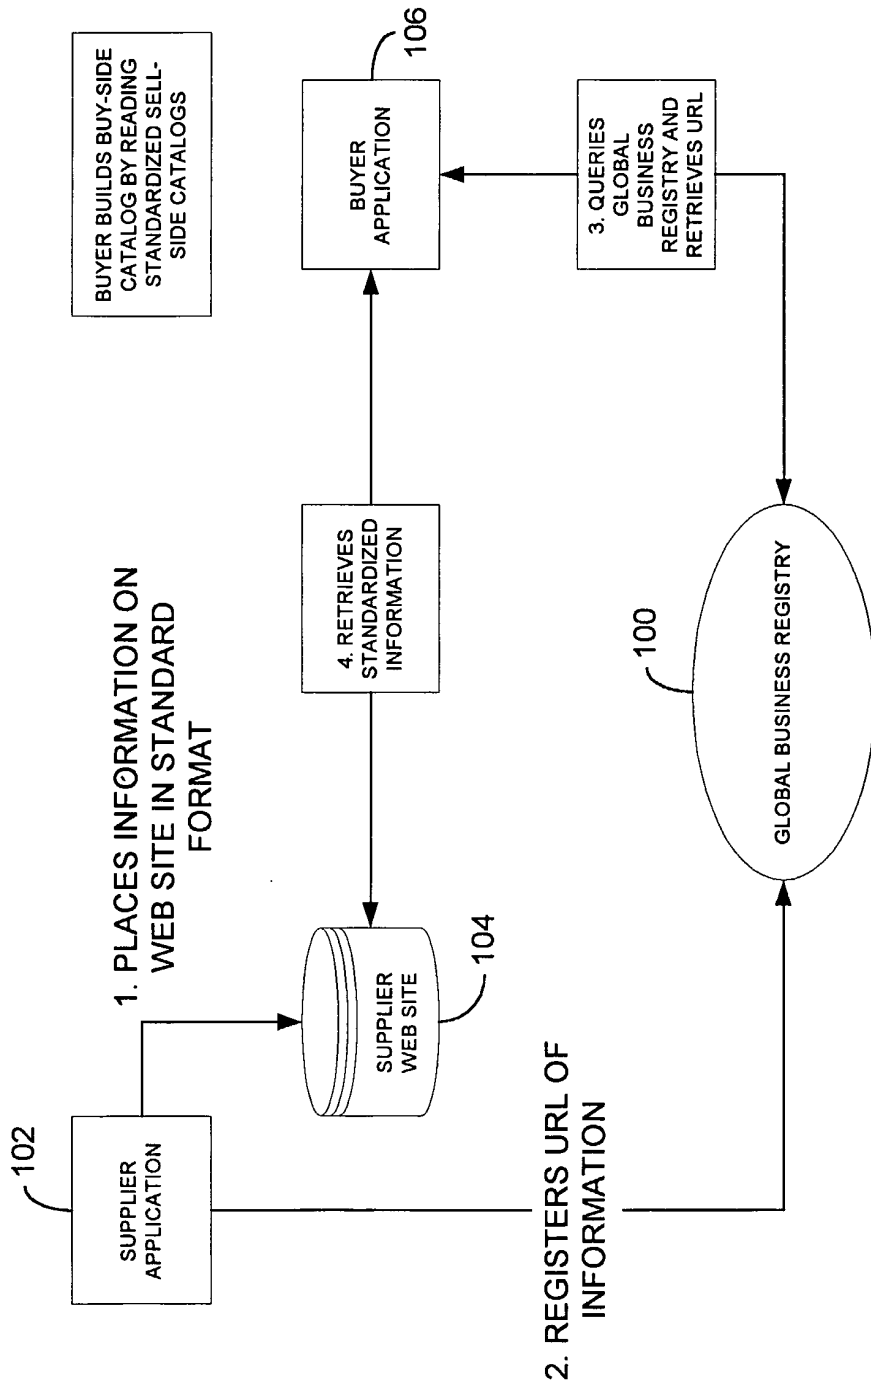 102
SUPPLIER
APPLICATION
1. PLACES INFORMATION ON
WEB SITE IN STANDARD
FORMAT
BUYER BUILDS BUY-SIDE
CATALOG BY READING
STANDARDIZED SELL-
SIDE CATALOGS
SUPPLIER
WEB SITE
104
4. RETRIEVES
STANDARDIZED
INFORMATION
BUYER
APPLICATION
106
2. REGISTERS URL OF
INFORMATION
3. QUERIES
GLOBAL
BUSINESS
REGISTRY AND
RETRIEVES URL
100
GLOBAL BUSINESS REGISTRY